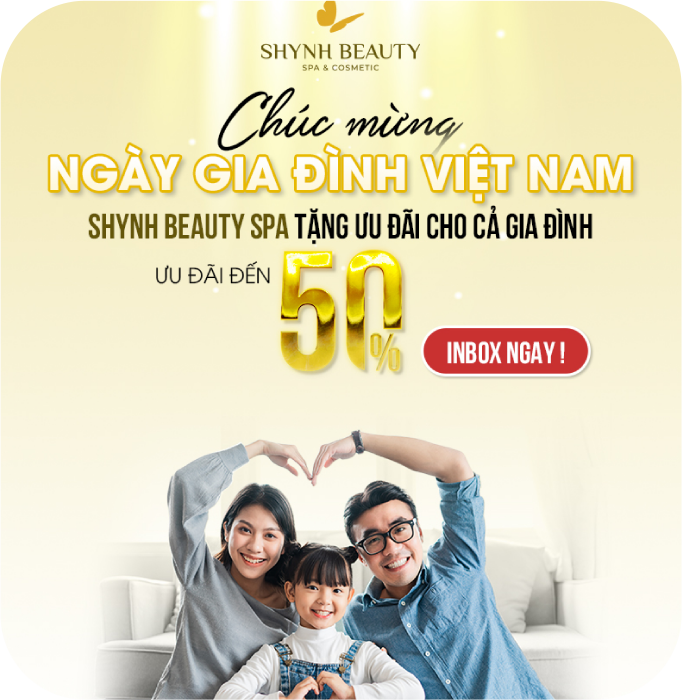 SHYNH BEAUTY
SPA & COSMETIC
Chúc mừng
NGÀY GIA ĐÌNH VIỆT NAM
SHYNH BEAUTY SPA TẶNG ƯU ĐÃI CHO CẢ GIA ĐÌNH
ƯU ĐÃI ĐẾN 50%
INBOX NGAY !